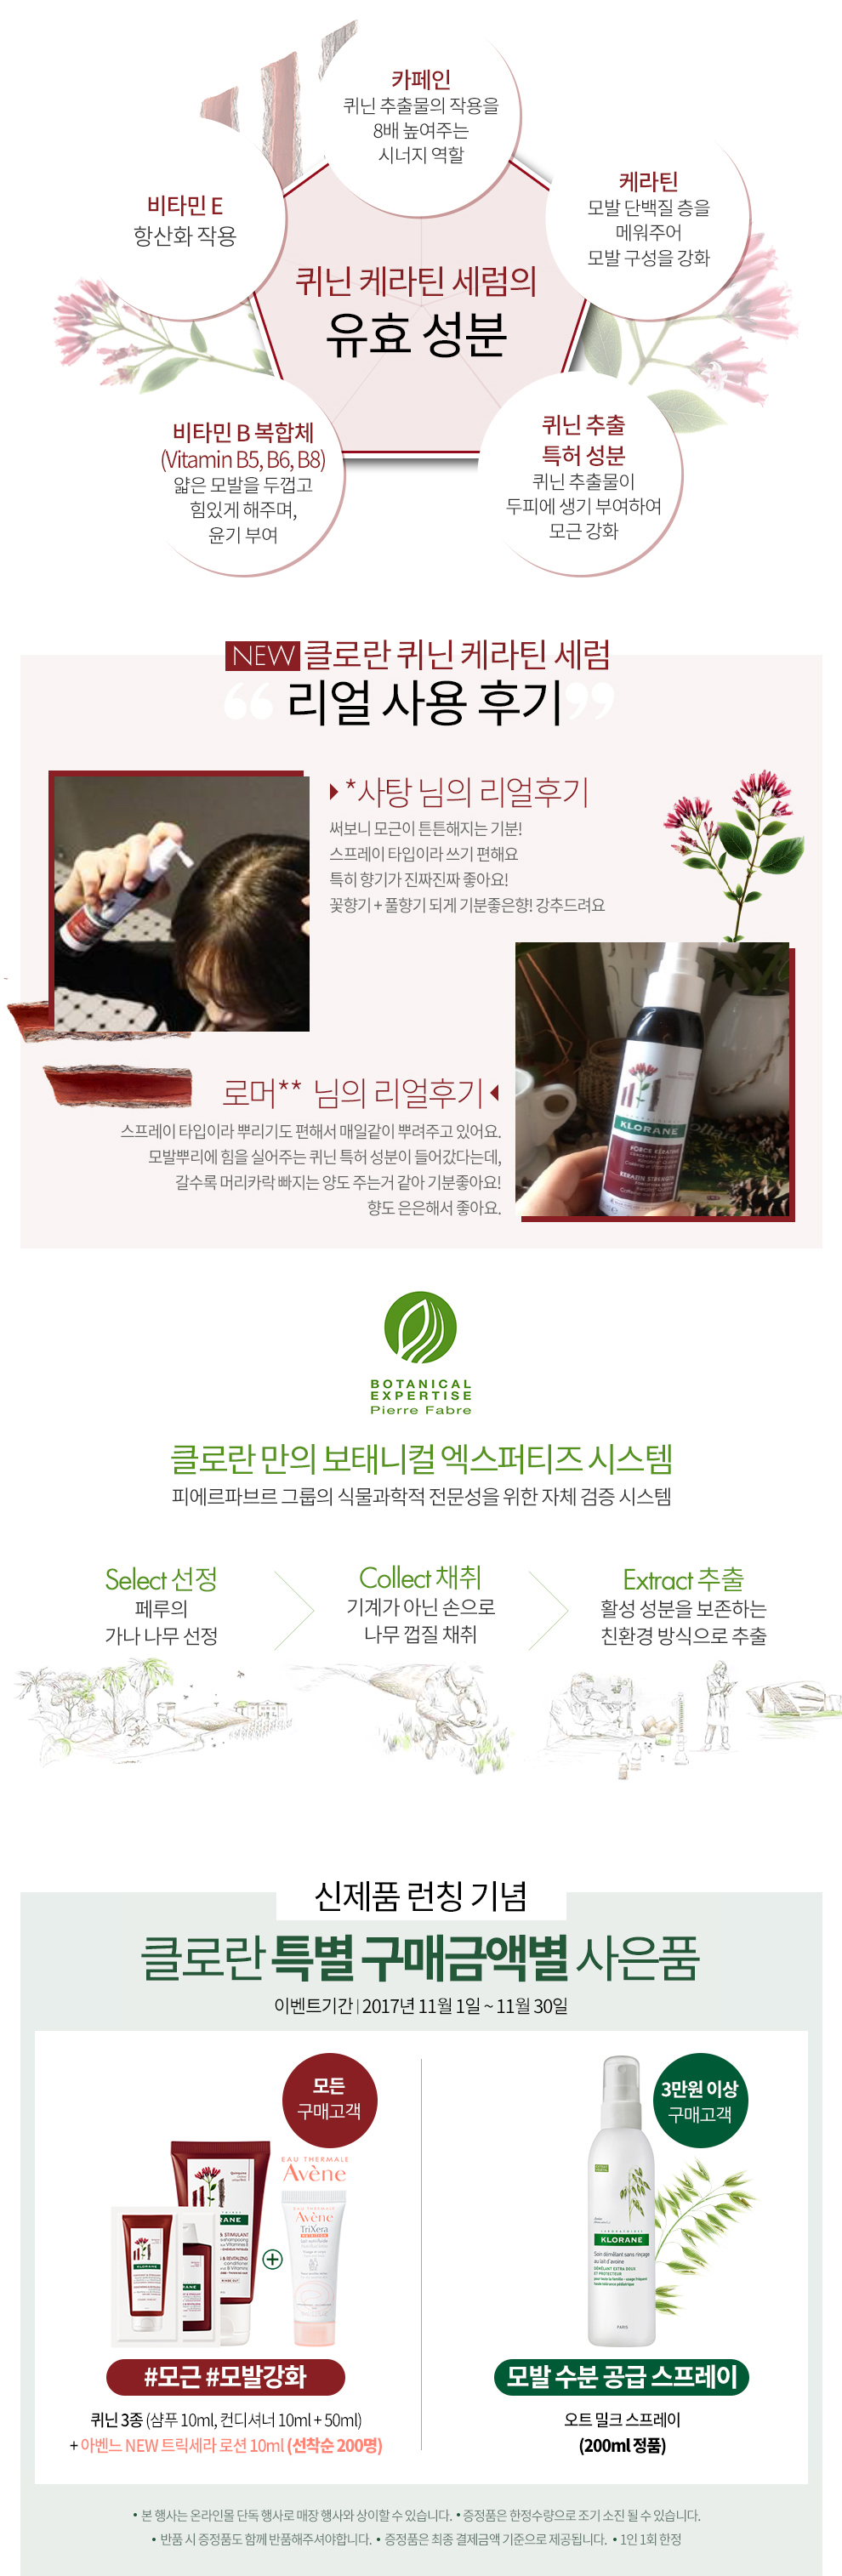 카페인
퀴닌 추출물의 작용을
8배 높여주는
시너지 역할
비타민 E
항산화 작용
케라틴
모발 단백질 층을
메워주어
모발 구성을 강화
퀴닌 케라틴 세럼의
유효 성분
비타민 B 복합체
(Vitamin B5, B6, B8)
얇은 모발을 두껍고
힘있게 해주며,
윤기 부여
퀴닌 추출
특허 성분
퀴닌 추출물이
두피에 생기 부여하여
모근 강화
NEW 클로란 퀴닌 케라틴 세럼
“ 리얼 사용 후기 ”
*사탕 님의 리얼후기
써보니 모근이 튼튼해지는 기분!
스프레이 타입이라 쓰기 편해요
특히 향기가 진짜진짜 좋아요!
꽃향기 + 풀향기 되게 기분좋은향! 강추드려요
KLORANE
FORCE KERATINE
KERATIN STRENGTH
로머** 님의 리얼후기
스프레이 타입이라 뿌리기도 편해서 매일같이 뿌려주고 있어요.
모발뿌리에 힘을 실어주는 퀴닌 특허 성분이 들어갔다는데,
갈수록 머리카락 빠지는 양도 주는거 같아 기분좋아요!
향도 은은해서 좋아요.
BOTANICAL
EXPERTISE
Pierre Fabre
클로란 만의 보태니컬 엑스퍼티즈 시스템
피에르파브르 그룹의 식물과학적 전문성을 위한 자체 검증 시스템
Select 선정
페루의
가나 나무 선정
Collect 채취
기계가 아닌 손으로
나무 껍질 채취
Extract 추출
활성 성분을 보존하는
친환경 방식으로 추출
신제품 런칭 기념
클로란 특별 구매금액별 사은품
이벤트기간 | 2017년 11월 1일 ~ 11월 30일
모든
구매고객
EAU THERMALE
Avène
EAU THERMALE
Avène
TriXera
KLORANE
#모근 #모발강화
퀴닌 3종 (샴푸 10ml, 컨디셔너 10ml + 50ml)
+ 아벤느 NEW 트릭세라 로션 10ml (선착순 200명)
3만원 이상
구매고객
KLORANE
Soin démêlant sans rinçage
au lait d'avoine
DÉMÊLANT EXTRA DOUX
ET PROTECTEUR
PARIS
모발 수분 공급 스프레이
오트 밀크 스프레이
(200ml 정품)
• 본 행사는 온라인몰 단독 행사로 매장 행사와 상이할 수 있습니다. • 증정품은 한정수량으로 조기 소진 될 수 있습니다.
• 반품 시 증정품도 함께 반품해주셔야합니다. • 증정품은 최종 결제금액 기준으로 제공됩니다. • 1인 1회 한정